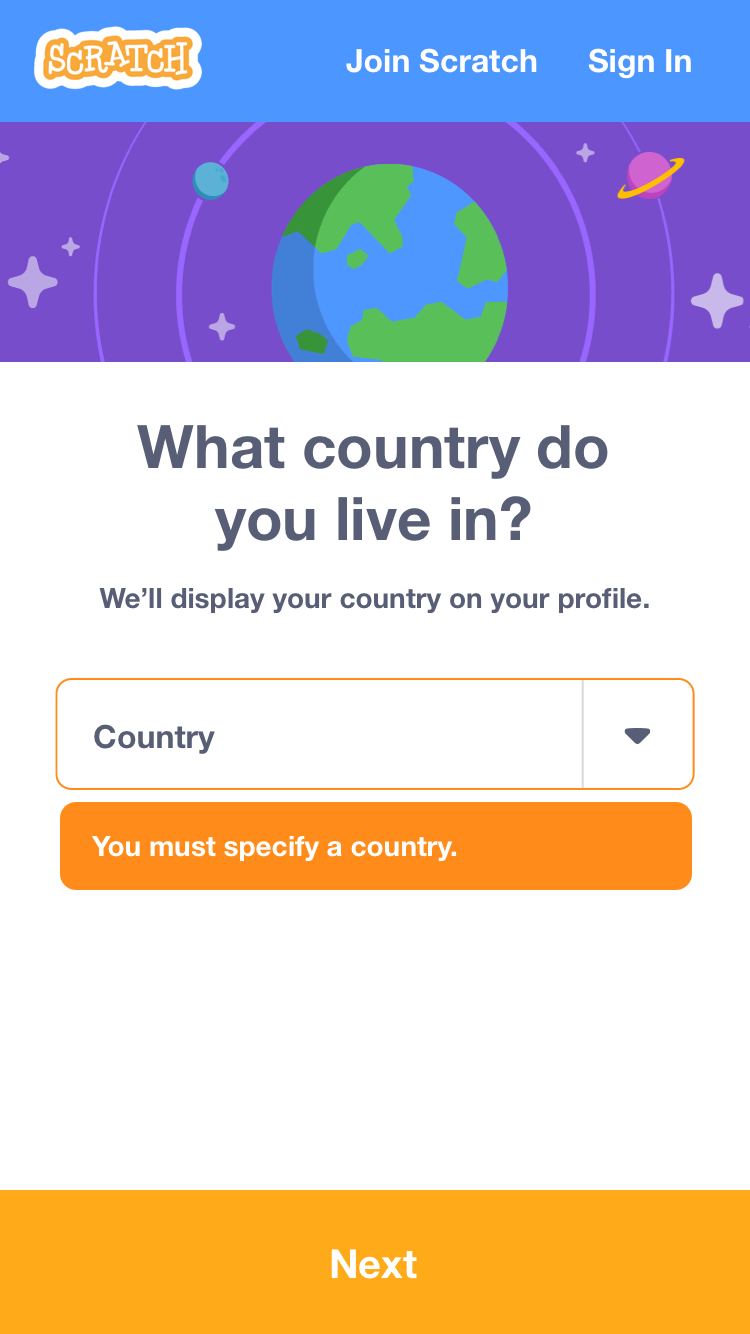 SCRATCH
Join Scratch
Sign In
What country do
you live in?
We’ll display your country on your profile.
Country
You must specify a country.
Next